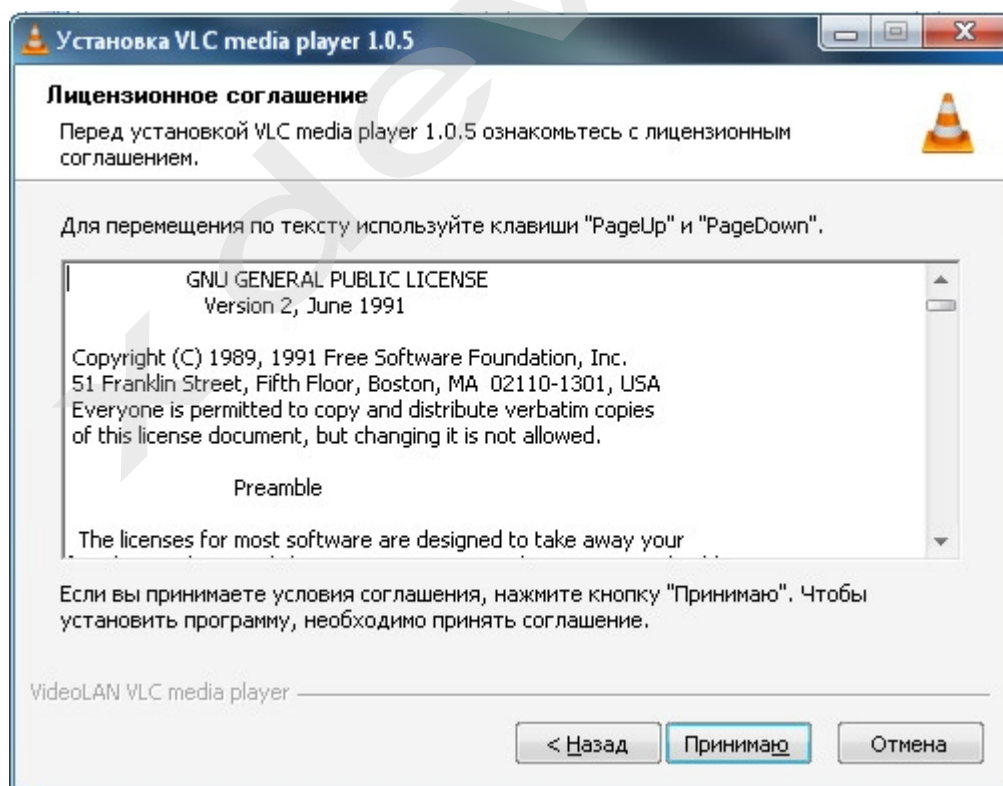 Установка VLC media player 1.0.5
Лицензионное соглашение
Перед установкой VLC media player 1.0.5 ознакомьтесь с лицензионным
соглашением.
Для перемещения по тексту используйте клавиши "PageUp" и "PageDown".
GNU GENERAL PUBLIC LICENSE
Version 2, June 1991
Copyright (C) 1989, 1991 Free Software Foundation, Inc.
51 Franklin Street, Fifth Floor, Boston, MA  02110-1301, USA
Everyone is permitted to copy and distribute verbatim copies
of this license document, but changing it is not allowed.
Preamble
The licenses for most software are designed to take away your
Если вы принимаете условия соглашения, нажмите кнопку "Принимаю". Чтобы
установить программу, необходимо принять соглашение.
VideoLAN VLC media player
< Назад
Принимаю
Отмена